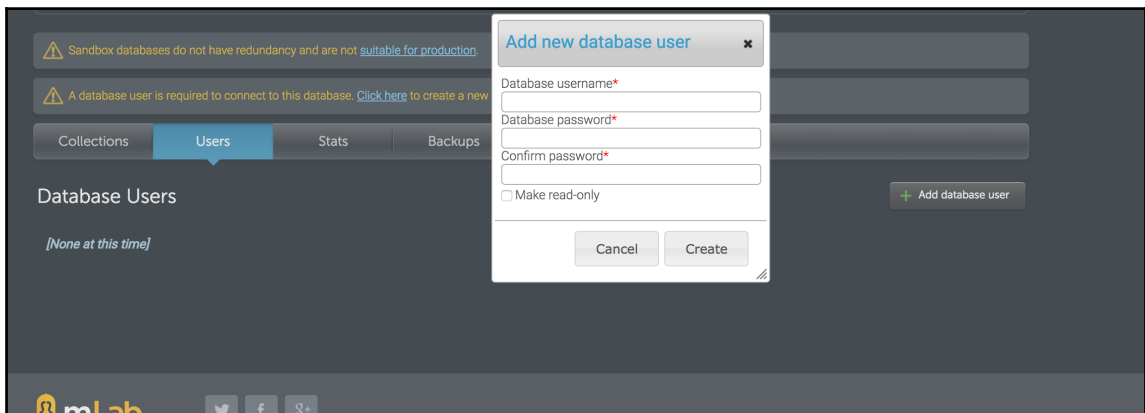 Sandbox databases do not have redundancy and are not suitable for production.
A database user is required to connect to this database. Click here to create a new
Collections Users Stats Backups
Database Users
Add database user
[None at this time]
Add new database user
Database username*
Database password*
Confirm password*
Make read-only
Cancel Create
mLab